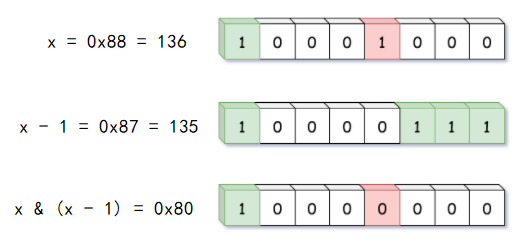 x = 0x88 = 136 1 0 0 0 1 0 0 0
x - 1 = 0x87 = 135 1 0 0 0 0 1 1 1
x & (x - 1) = 0x80 1 0 0 0 0 0 0 0